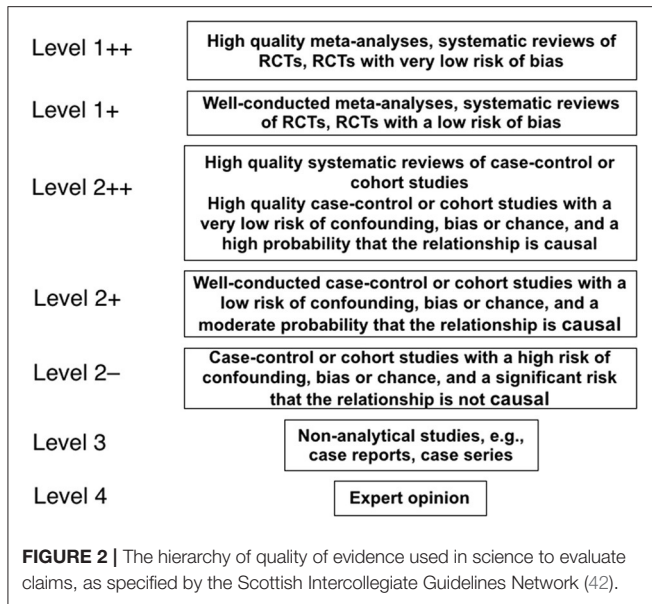 Level 1++
High quality meta-analyses, systematic reviews of
RCTs, RCTs with very low risk of bias
Level 1+
Well-conducted meta-analyses, systematic reviews
of RCTs, RCTs with a low risk of bias
Level 2++
High quality systematic reviews of case-control or
cohort studies
High quality case-control or cohort studies with a
very low risk of confounding, bias or chance, and a
high probability that the relationship is causal
Level 2+
Well-conducted case-control or cohort studies with a
low risk of confounding, bias or chance, and a
moderate probability that the relationship is causal
Level 2–
Case-control or cohort studies with a high risk of
confounding, bias or chance, and a significant risk
that the relationship is not causal
Level 3
Non-analytical studies, e.g.,
case reports, case series
Level 4
Expert opinion
FIGURE 2 | The hierarchy of quality of evidence used in science to evaluate
claims, as specified by the Scottish Intercollegiate Guidelines Network (42).